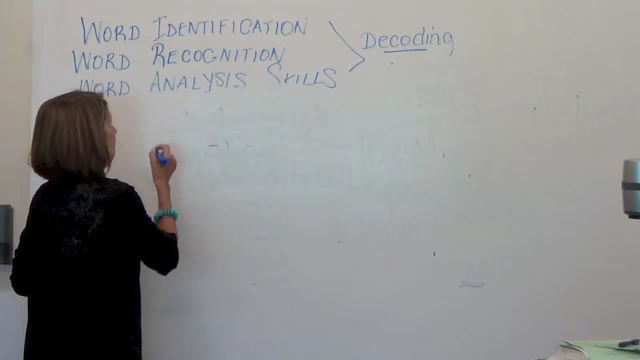 WORD IDENTIFICATION
WORD RECOGNITION
WORD ANALYSIS SKILLS
Decoding